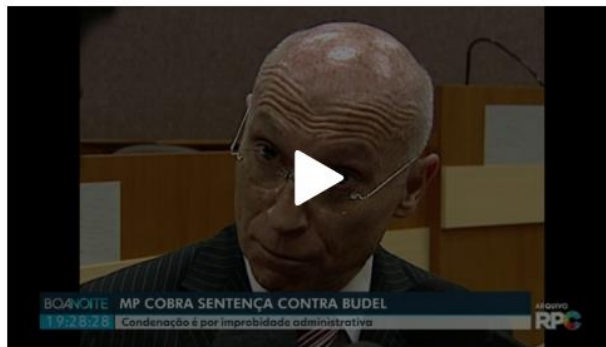 BOA NOITE MP COBRA SENTENÇA CONTRA BUDEL
19:28:28 Condenação é por improbidade administrativa
ARQUIVO
RPC